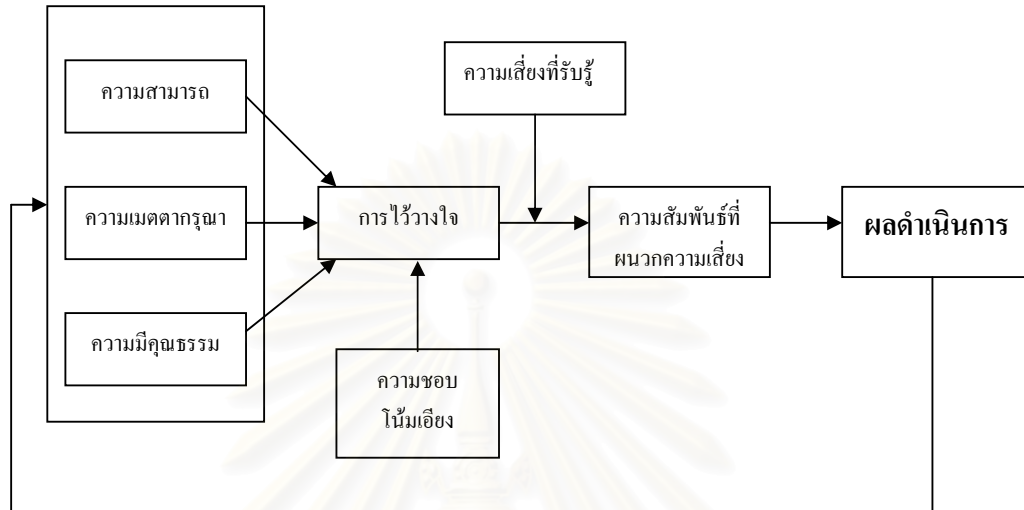 ความเสี่ยงที่รับรู้
ความสามารถ
ความเมตตากรุณา
การไว้วางใจ
ความสัมพันธ์ที่
ผนวกความเสี่ยง
ผลดำเนินการ
ความมีคุณธรรม
ความชอบ
โน้มเอียง